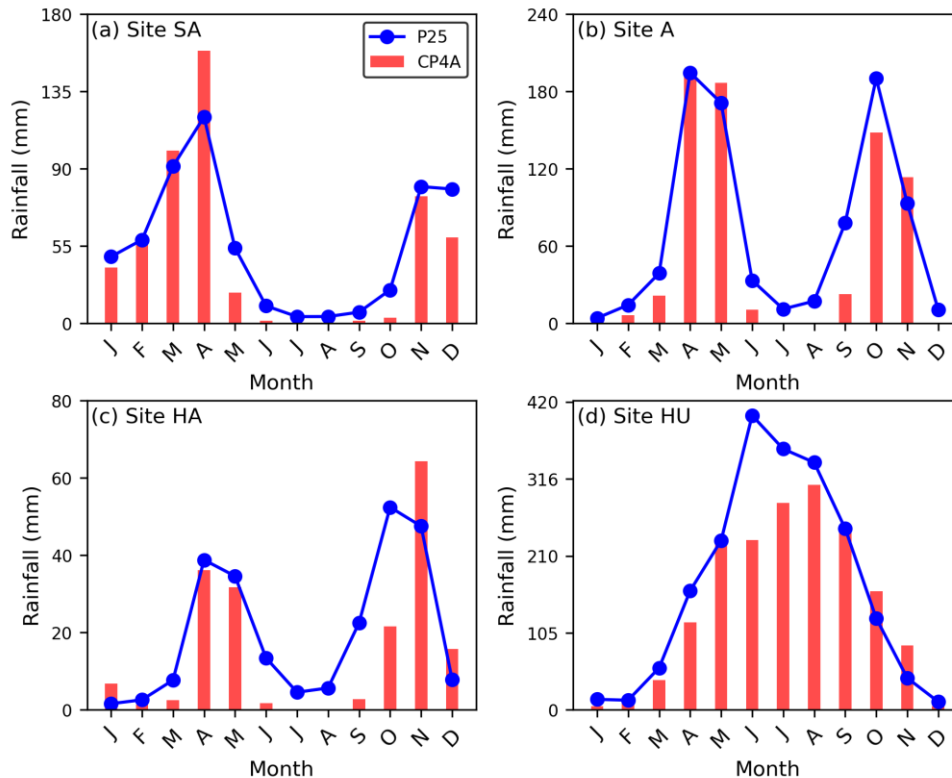 (a) Site SA
P25
CP4A
Rainfall (mm)
180
135
90
55
0
J F M A M J J A S O N D
Month
(b) Site A
Rainfall (mm)
240
180
120
60
0
J F M A M J J A S O N D
Month
(c) Site HA
Rainfall (mm)
80
60
40
20
0
J F M A M J J A S O N D
Month
(d) Site HU
Rainfall (mm)
420
316
210
105
0
J F M A M J J A S O N D
Month